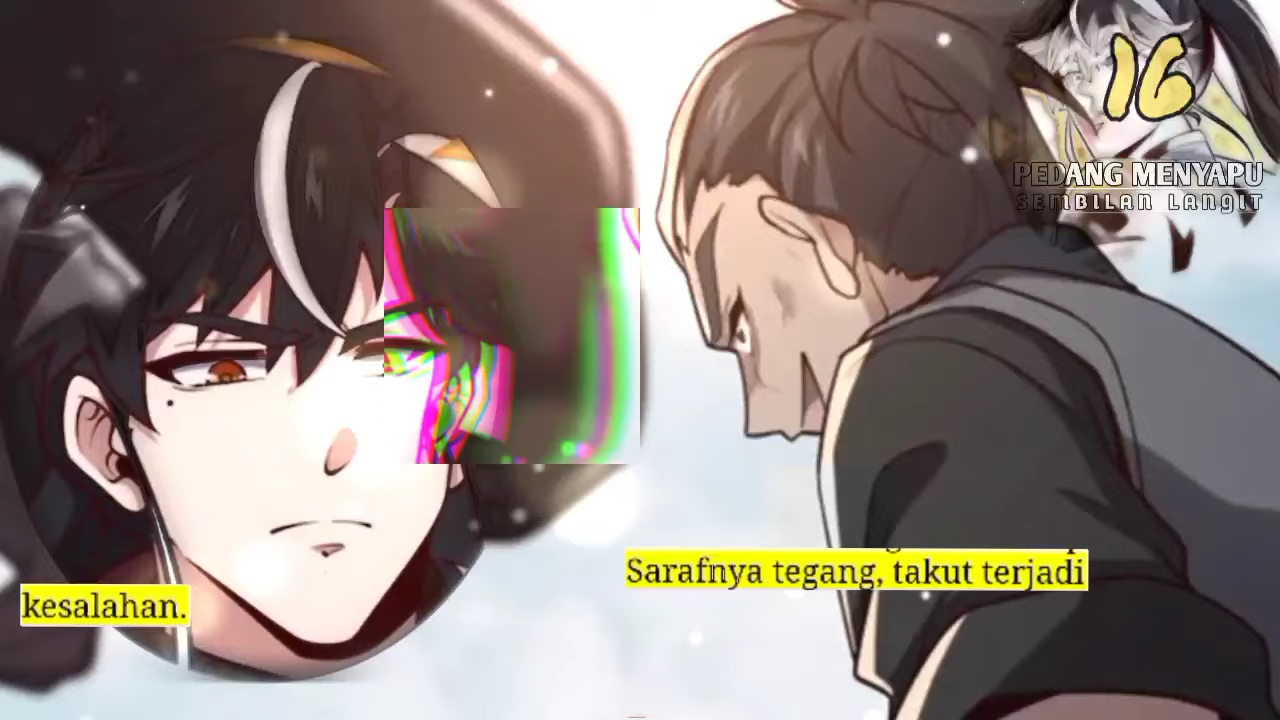 16
PEDANG MENYAPU
SEMBILAN LANGIT
Sarafnya tegang, takut terjadi
kesalahan.